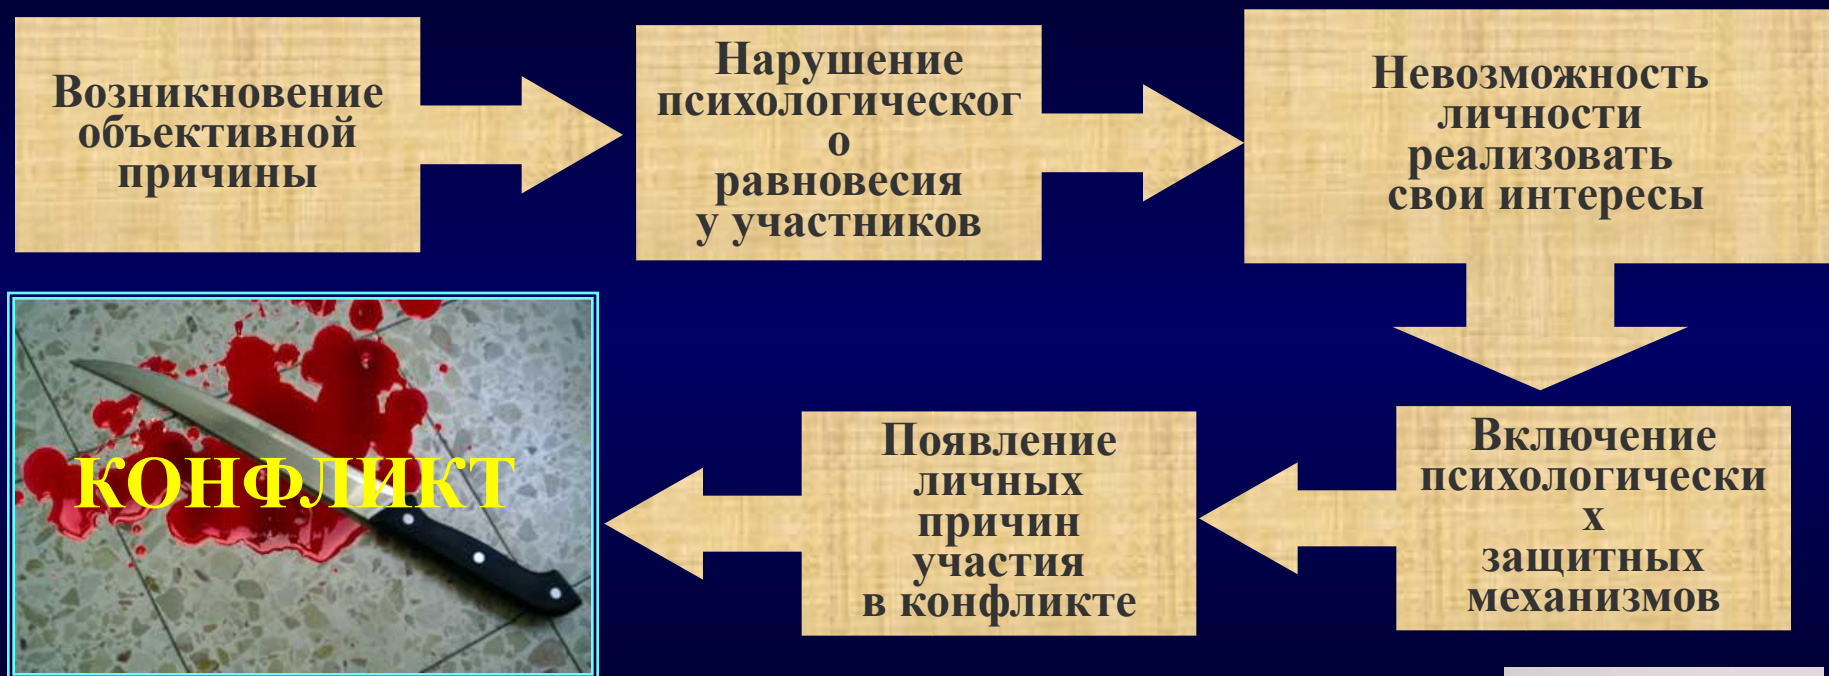 Возникновение
объективной
причины
Нарушение
психологическог
о
равновесия
у участников
Невозможность
личности
реализовать
свои интересы
Включение
психологически
х
защитных
механизмов
Появление
личных
причин
участия
в конфликте
КОНФЛИКТ